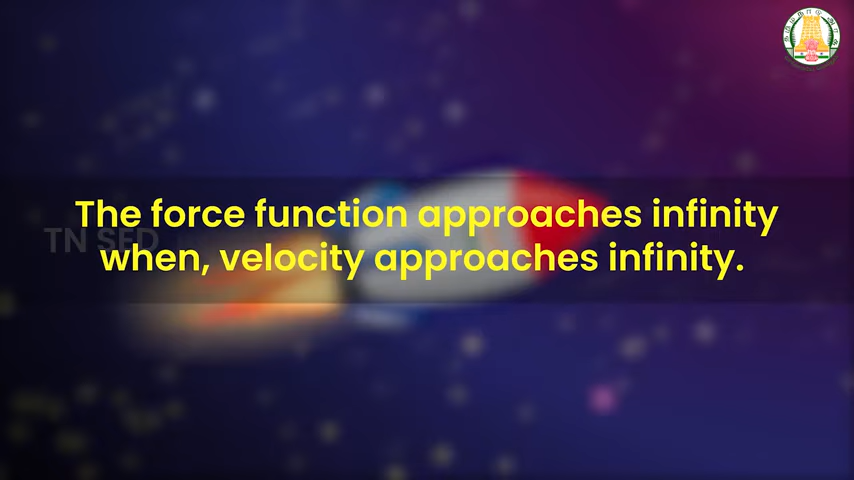 The force function approaches infinity
TN SED
when, velocity approaches infinity.